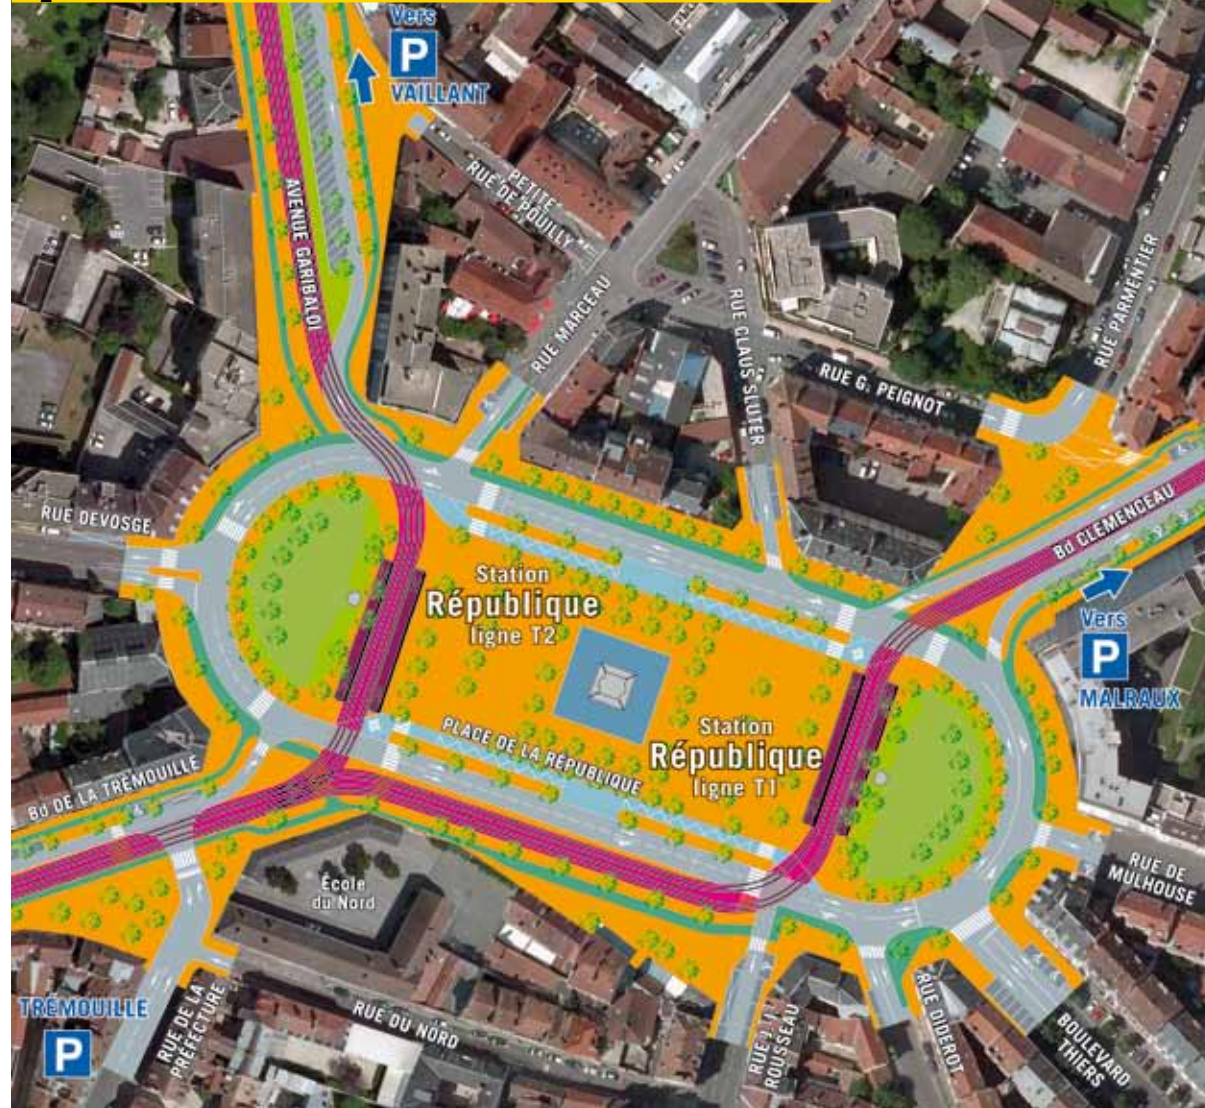 Vers
P
VAILLANT
PETITE
RUE DE POUILLY
AVENUE GARIBALDI
RUE MARCEAU
RUE CLAUS SLUTER
RUE G. PEIGNOT
RUE PARMENTIER
RUE DEVOSGE
Bd CLEMENCEAU
Station
République
ligne T2
Vers
P
MALRAUX
PLACE DE LA RÉPUBLIQUE
Station
République
ligne T1
Bd DE LA TRÉMOUILLE
École
du Nord
RUE DE
MULHOUSE
TRÉMOUILLE
P
RUE DE LA
PRÉFECTURE
RUE DU NORD
RUE J.J.
ROUSSEAU
RUE DIDEROT
BOULEVARD
THIERS